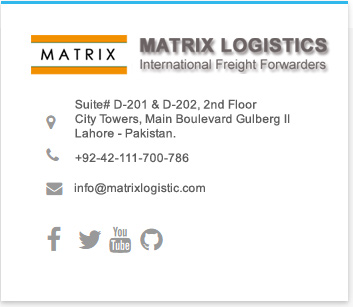 MATRIX
MATRIX LOGISTICS
International Freight Forwarders
Suite# D-201 & D-202, 2nd Floor
City Towers, Main Boulevard Gulberg II
Lahore - Pakistan.
+92-42-111-700-786
info@matrixlogistic.com
You
Tube